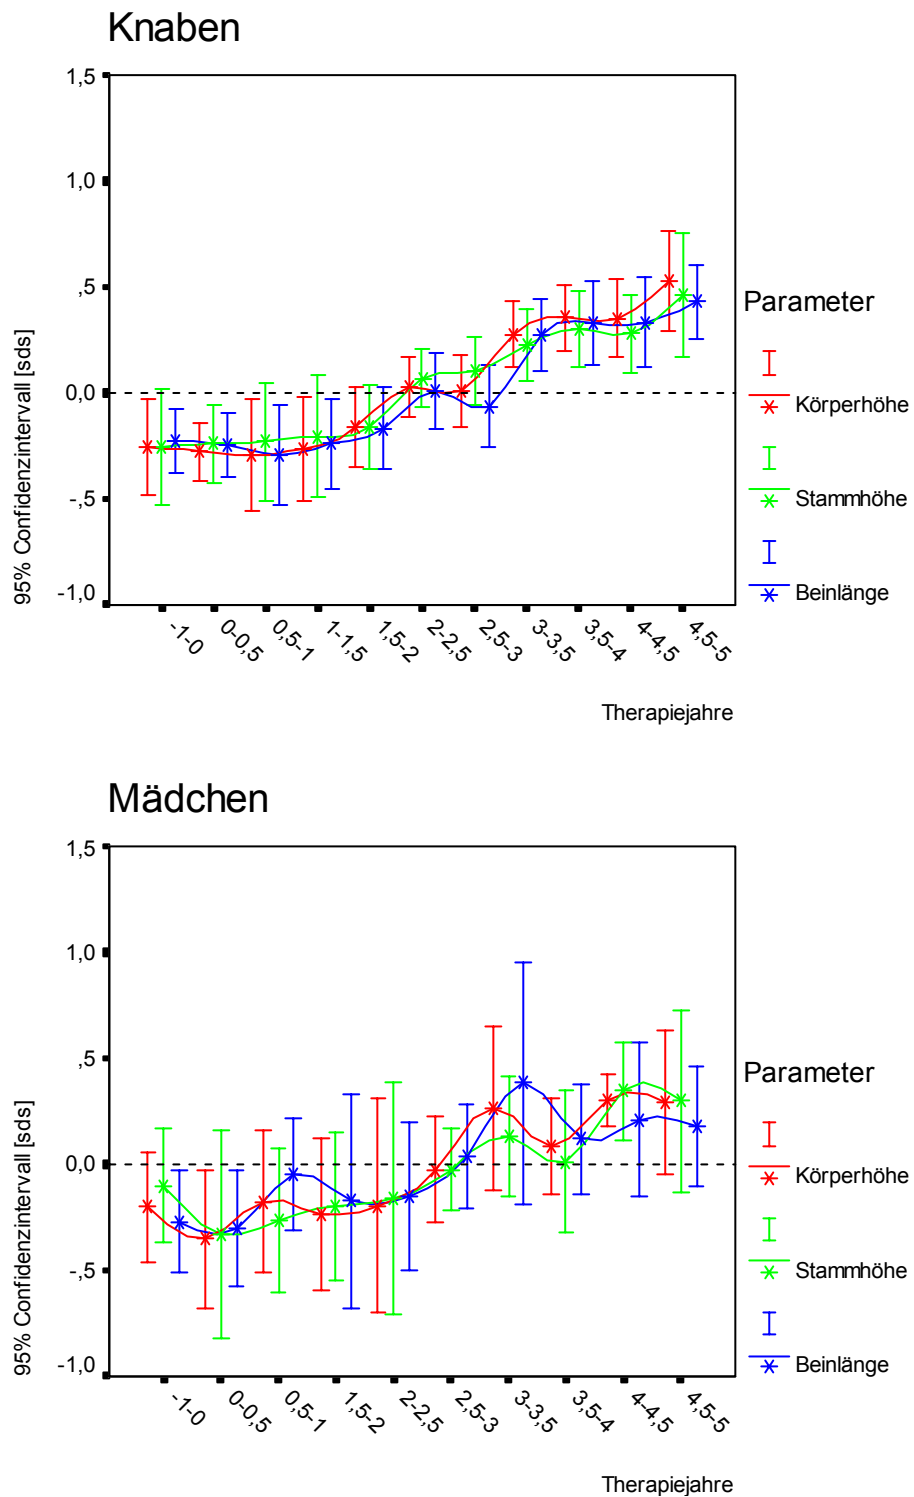 Knaben
1,5
1,0
,5
0,0
-,5
-1,0
95% Confidenzintervall [sds]
-1-0
0-0,5
0,5-1
1-1,5
1,5-2
2-2,5
2,5-3
3-3,5
3,5-4
4-4,5
4,5-5
Therapiejahre
Parameter
Körperhöhe
Stammhöhe
Beinlänge
Mädchen
1,5
1,0
,5
0,0
-,5
-1,0
95% Confidenzintervall [sds]
-1-0
0-0,5
0,5-1
1,5-2
2-2,5
2,5-3
3-3,5
3,5-4
4-4,5
4,5-5
Therapiejahre
Parameter
Körperhöhe
Stammhöhe
Beinlänge